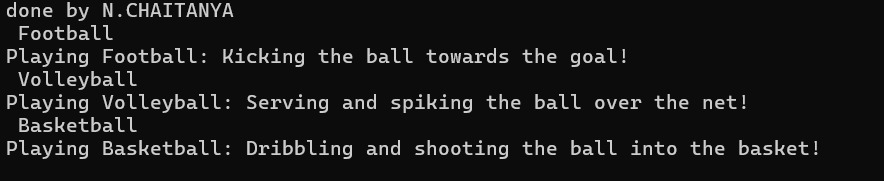 done by N.CHAITANYA
 Football
Playing Football: Kicking the ball towards the goal!
 Volleyball
Playing Volleyball: Serving and spiking the ball over the net!
 Basketball
Playing Basketball: Dribbling and shooting the ball into the basket!